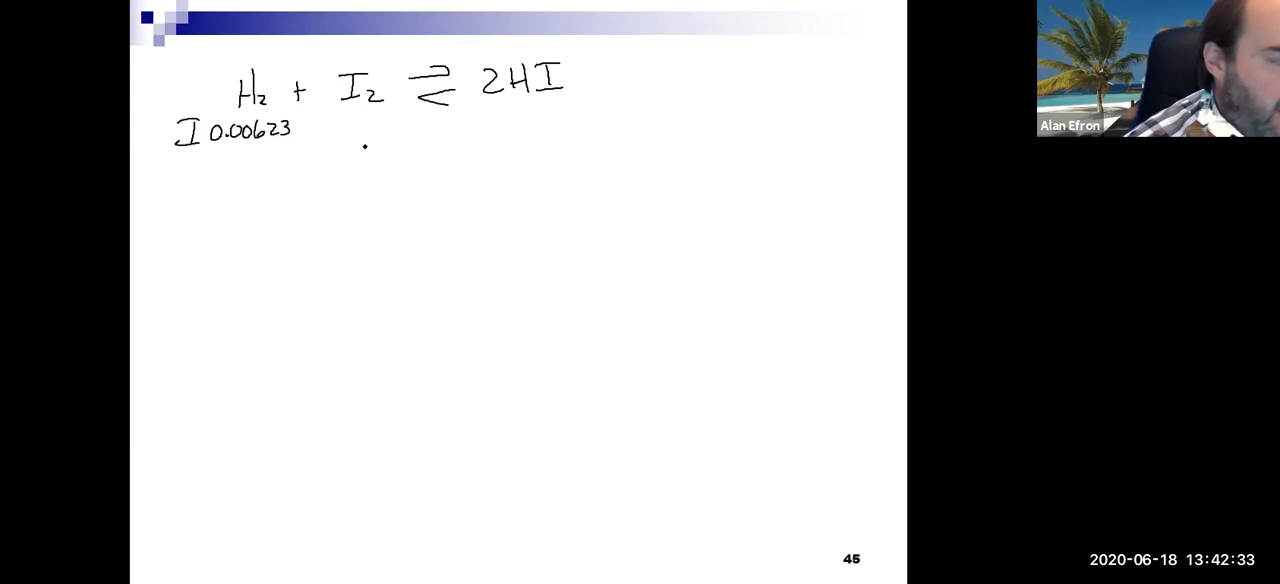 H₂ + I₂ ⇌ 2HI
I 0.00623
Alan Efron
45
2020-06-18 13:42:33